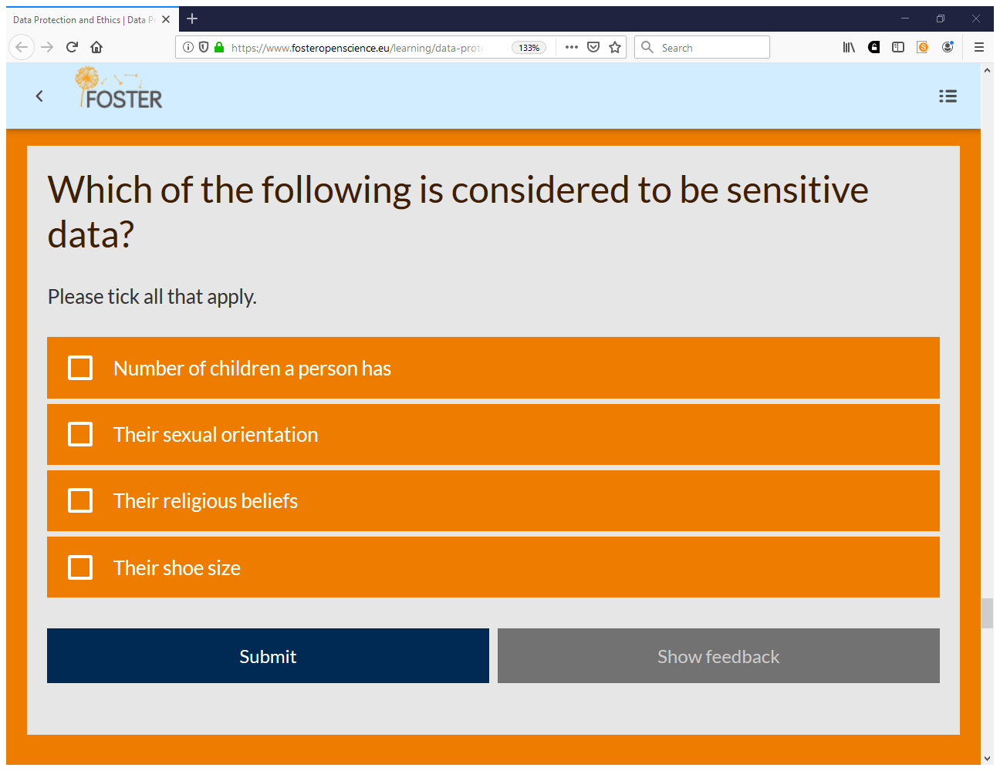 Data Protection and Ethics | Data Pr
https://www.fosteropenscience.eu/learning/data-prote
133%
Search
FOSTER
Which of the following is considered to be sensitive
data?
Please tick all that apply.
Number of children a person has
Their sexual orientation
Their religious beliefs
Their shoe size
Submit
Show feedback